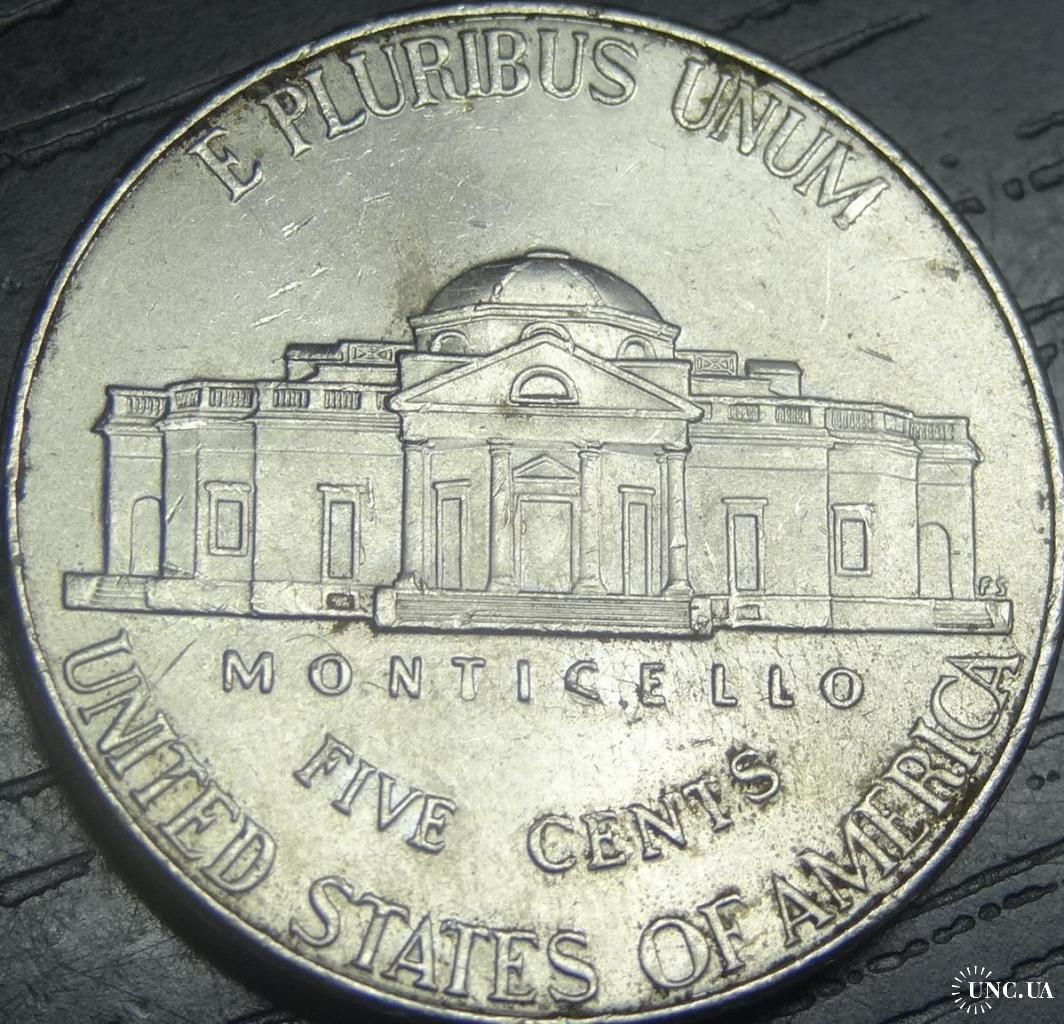 E PLURIBUS UNUM
FS
MONTICELLO
FIVE CENTS
UNITED STATES OF AMERICA
UNC.UA